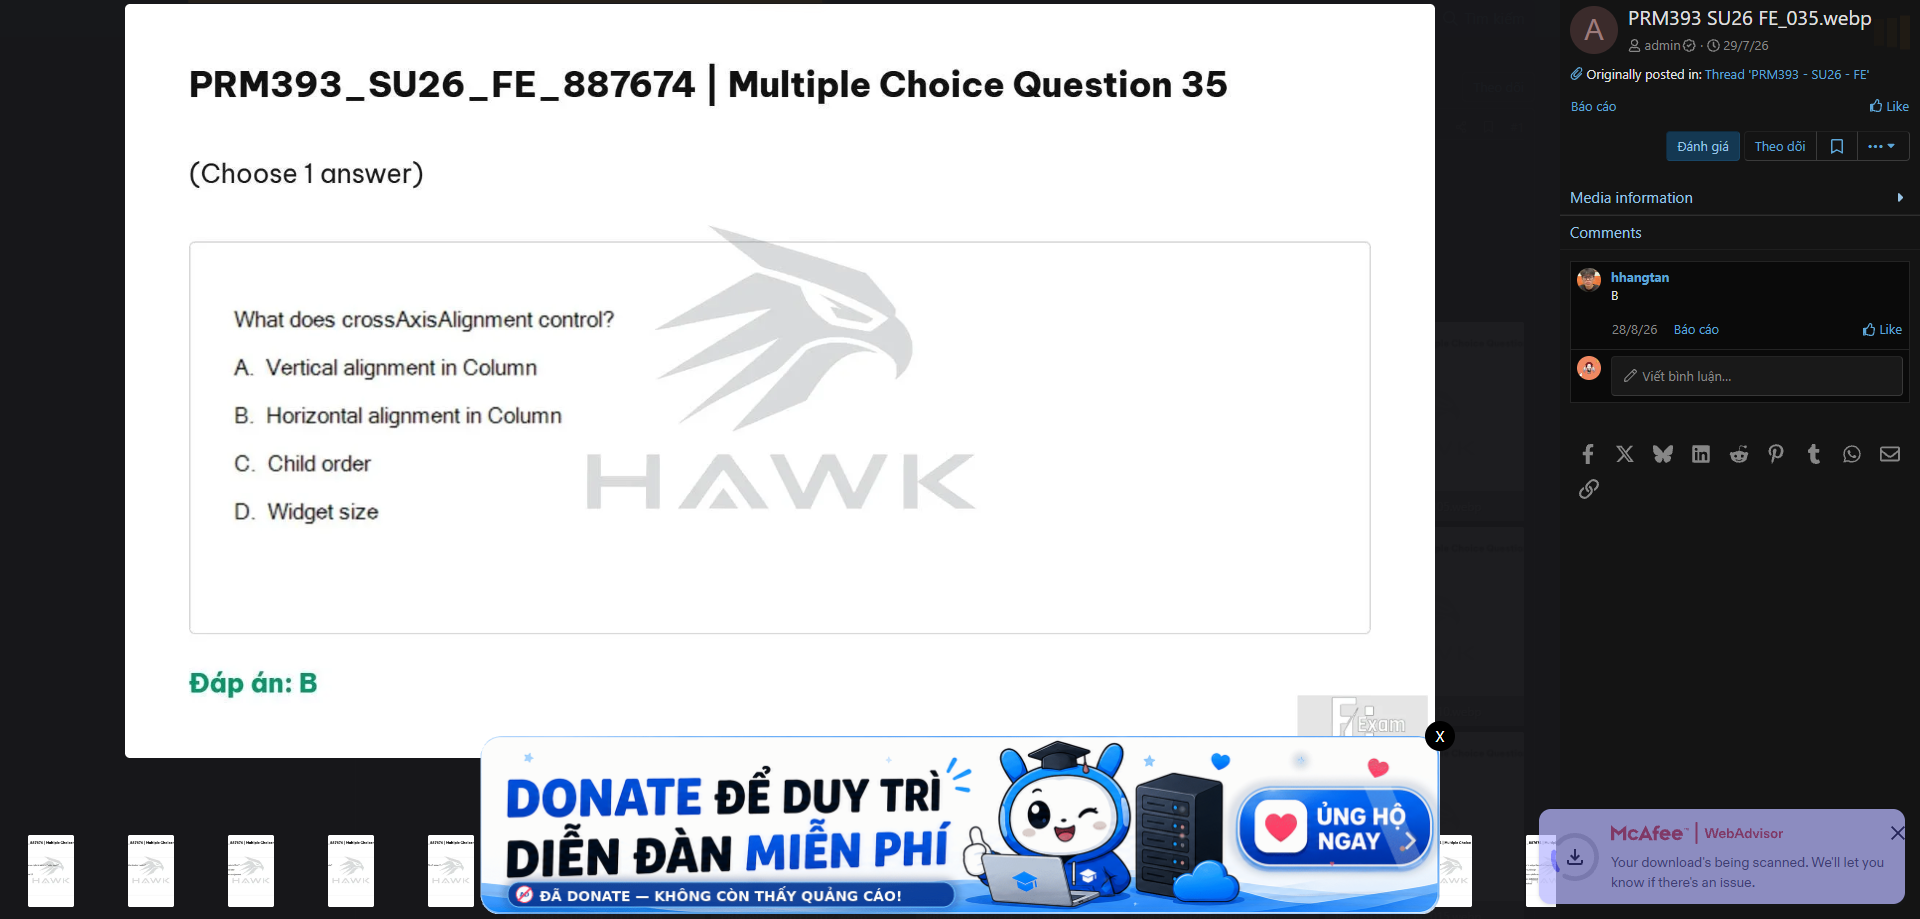 PRM393_SU26_FE_887674 | Multiple Choice Question 35
(Choose 1 answer)
What does crossAxisAlignment control?
A. Vertical alignment in Column
B. Horizontal alignment in Column
C. Child order
D. Widget size
HAWK
Đáp án: B
Exam
X
DONATE ĐỂ DUY TRÌ
DIỄN ĐÀN MIỄN PHÍ
ĐÃ DONATE — KHÔNG CÒN THẤY QUẢNG CÁO!
ỦNG HỘ
NGAY
A
PRM393 SU26 FE_035.webp
admin · 29/7/26
Originally posted in: Thread 'PRM393 - SU26 - FE'
Báo cáo
Like
Đánh giá
Theo dõi
Media information
Comments
hhangtan
B
28/8/26 Báo cáo Like
Viết bình luận...
McAfee | WebAdvisor
Your download's being scanned. We'll let you
know if there's an issue.